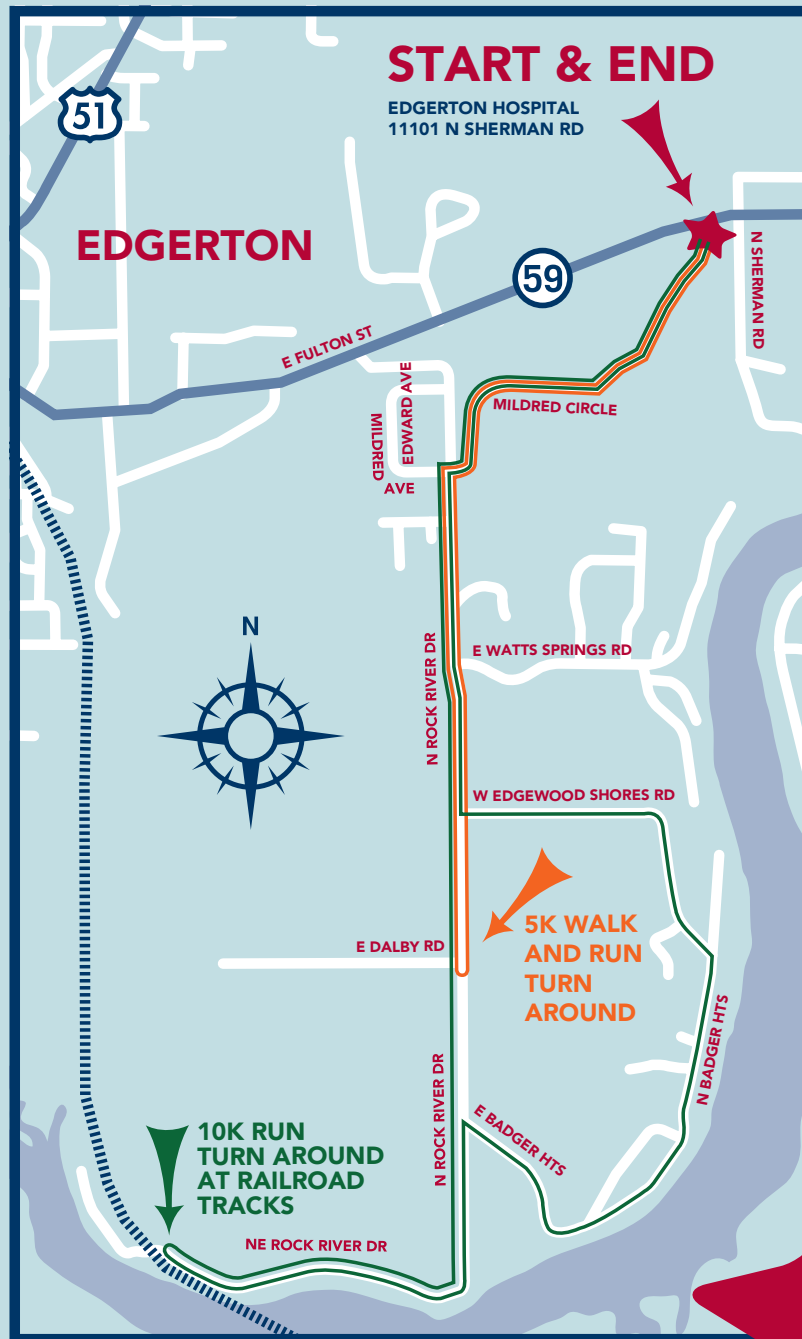 START & END
EDGERTON HOSPITAL
11101 N SHERMAN RD
51
EDGERTON
59
N SHERMAN RD
E FULTON ST
EDWARD AVE
MILDRED CIRCLE
MILDRED
AVE
N
N ROCK RIVER DR
E WATTS SPRINGS RD
W EDGEWOOD SHORES RD
5K WALK
AND RUN
TURN
AROUND
E DALBY RD
N BADGER HTS
N ROCK RIVER DR
E BADGER HTS
10K RUN
TURN AROUND
AT RAILROAD
TRACKS
NE ROCK RIVER DR